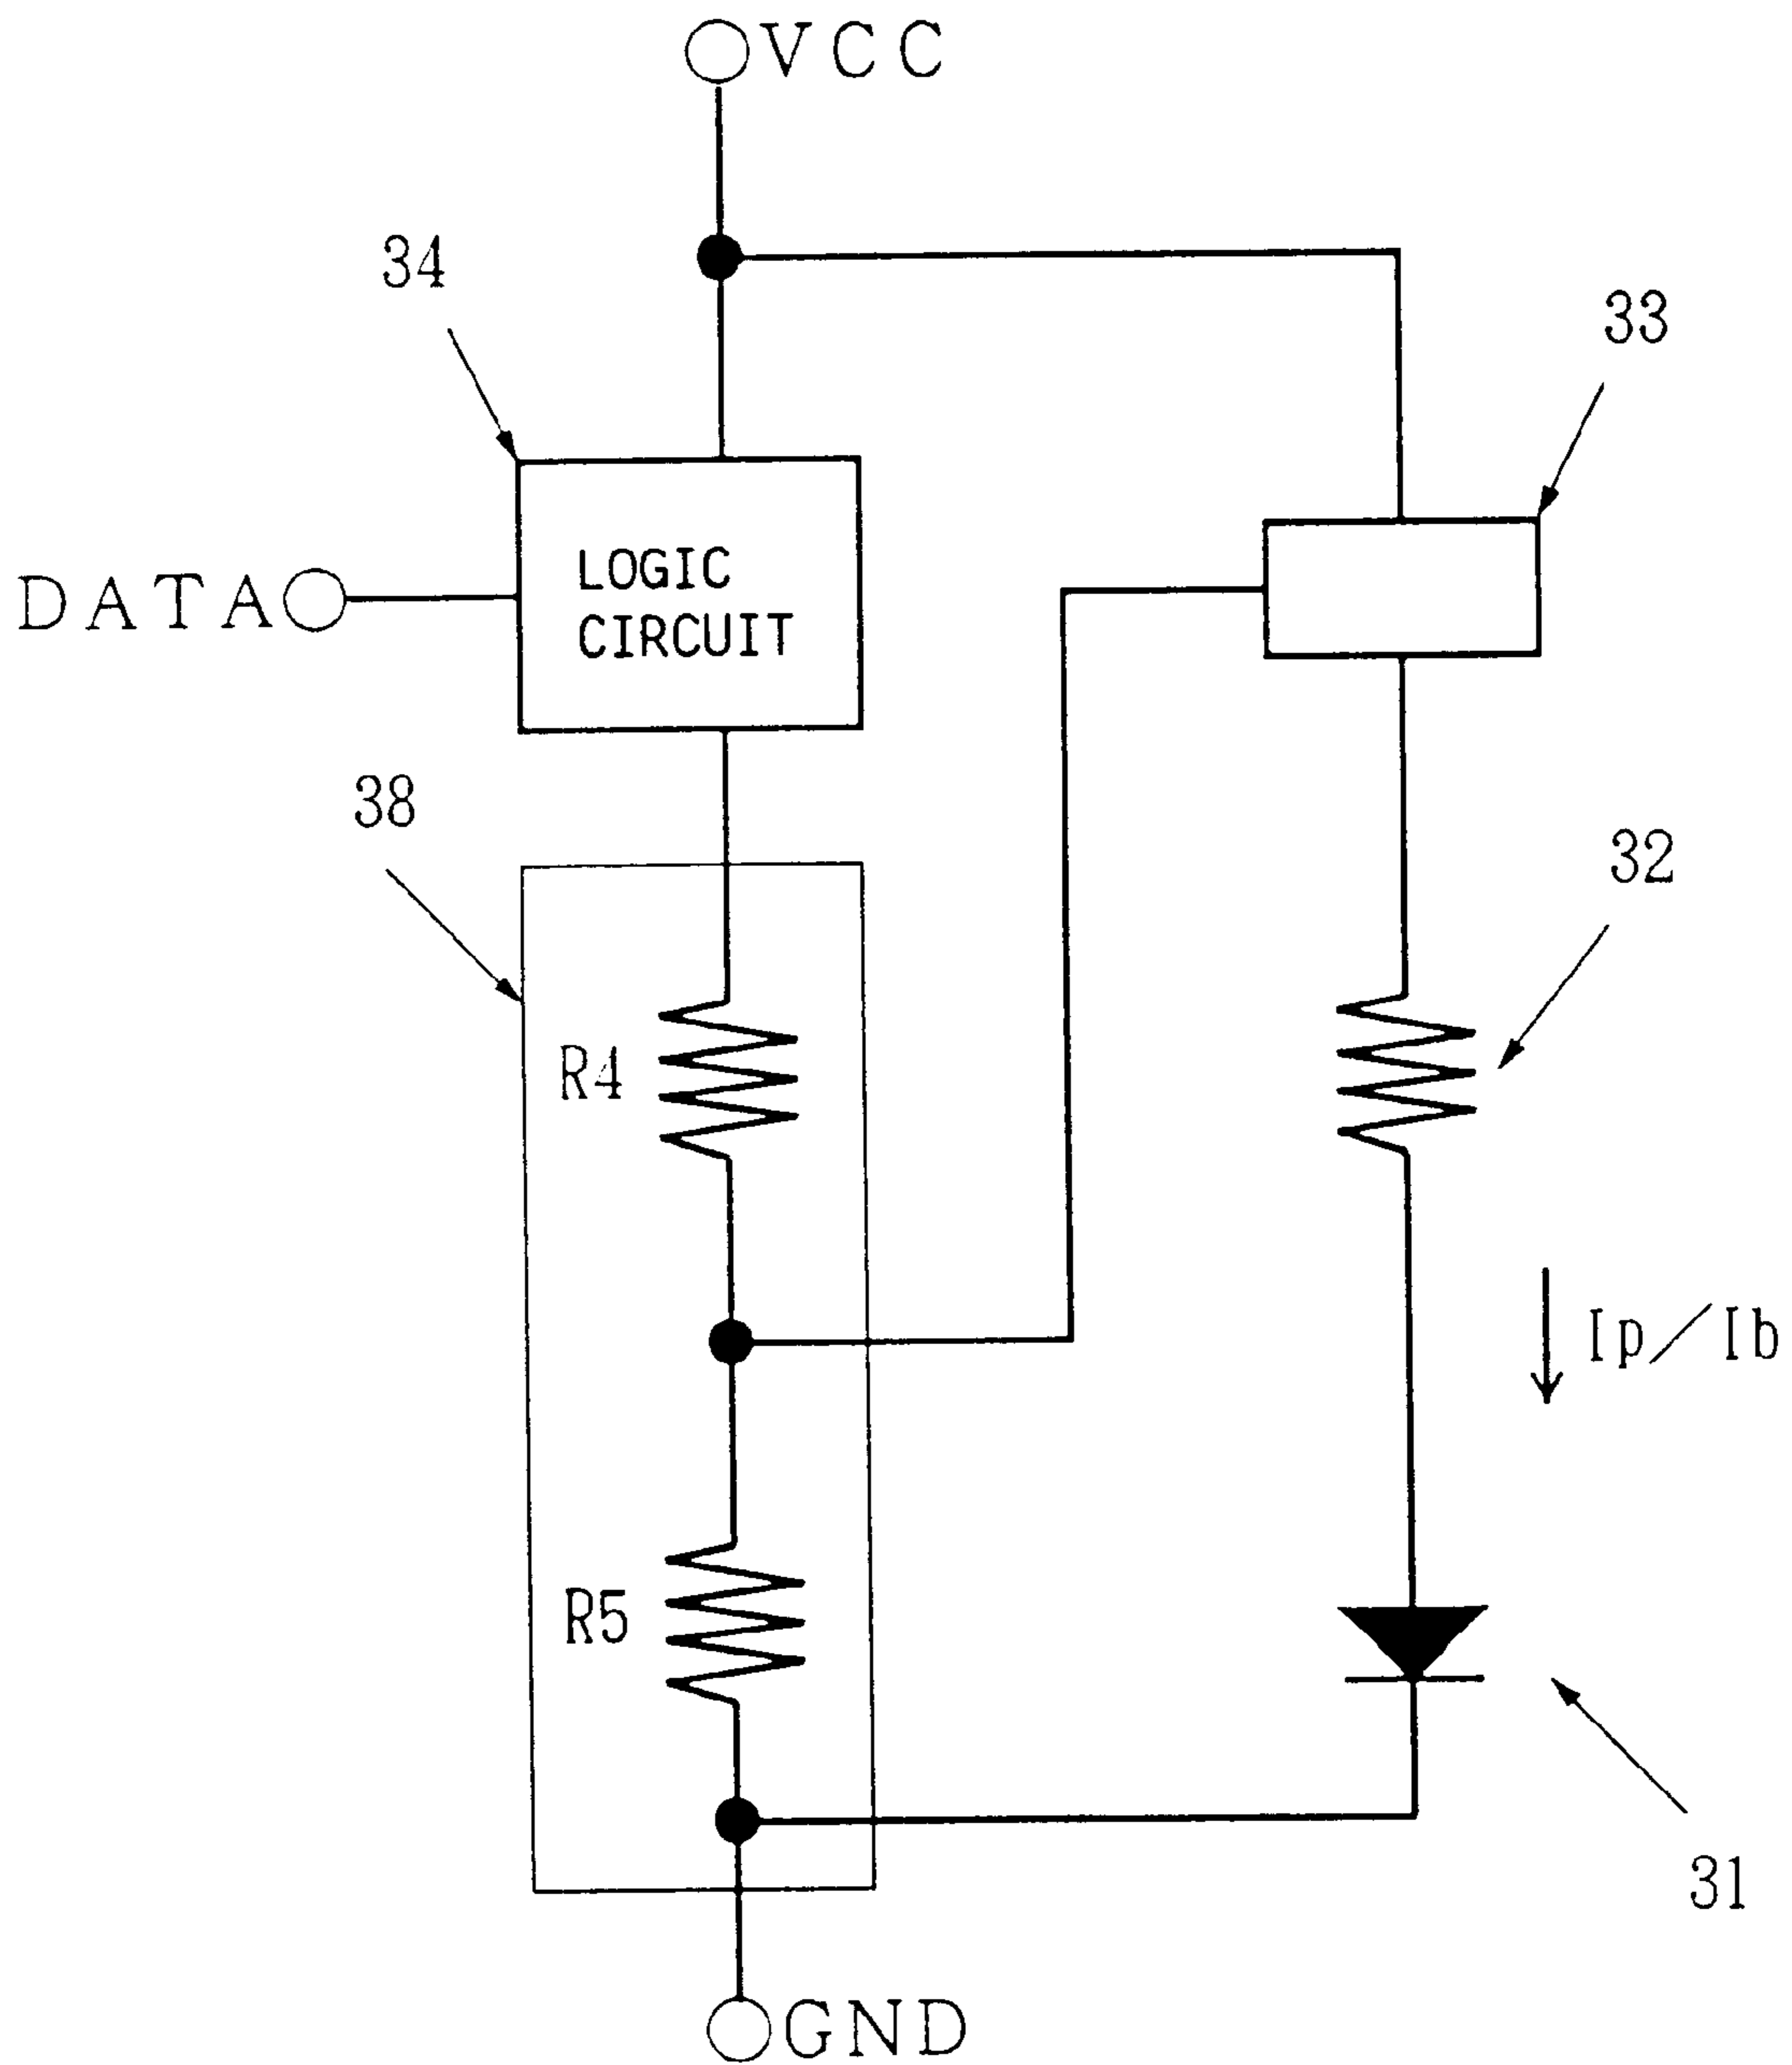 VCC
34
33
DATA
LOGIC
CIRCUIT
38
32
R4
Ip/Ib
R5
31
GND